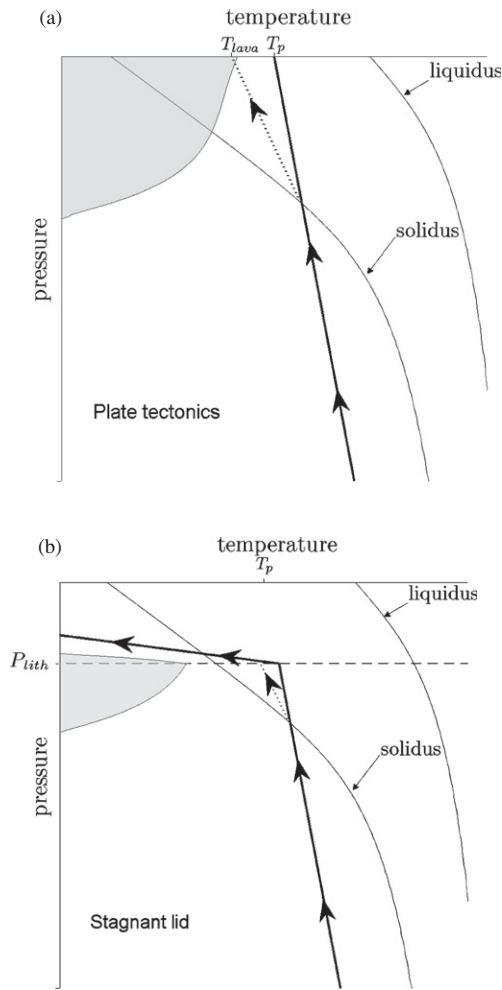 (a)
temperature
T_lava T_p
liquidus
solidus
pressure
Plate tectonics
(b)
temperature
T_p
liquidus
P_lith
solidus
pressure
Stagnant lid